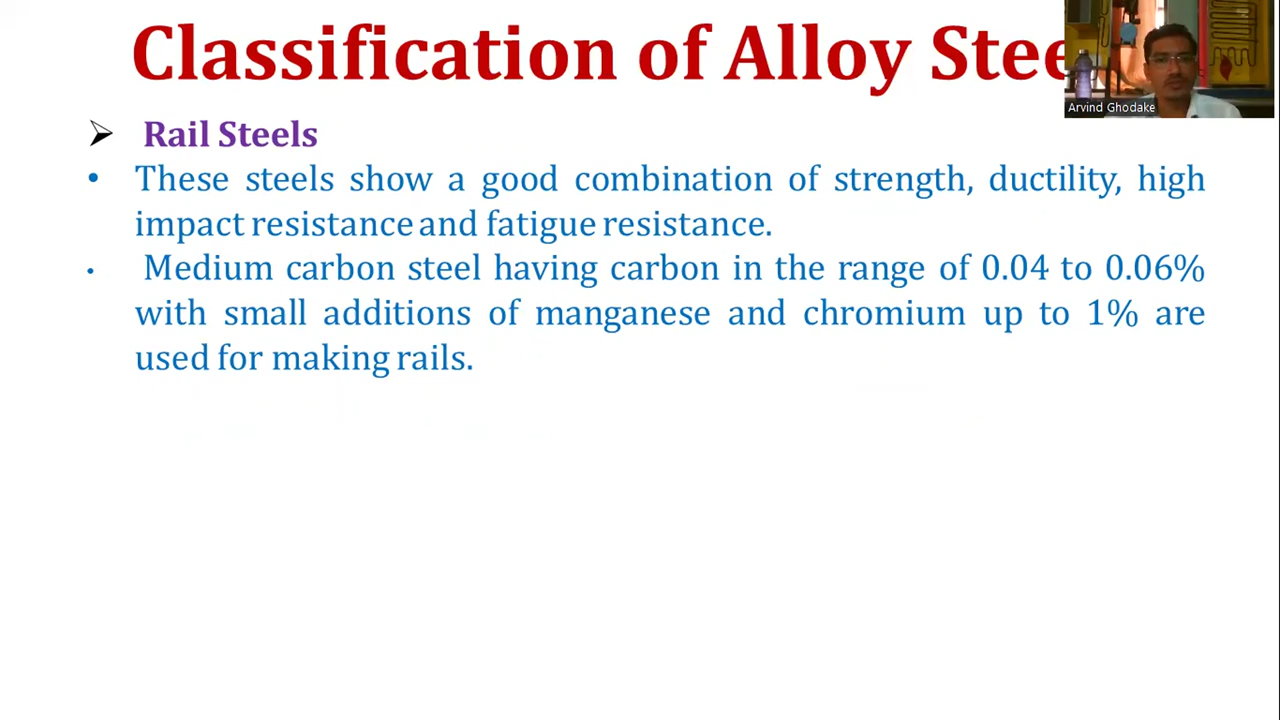 Classification of Alloy Stee
Arvind Ghodake
➢ Rail Steels
• These steels show a good combination of strength, ductility, high
impact resistance and fatigue resistance.
• Medium carbon steel having carbon in the range of 0.04 to 0.06%
with small additions of manganese and chromium up to 1% are
used for making rails.